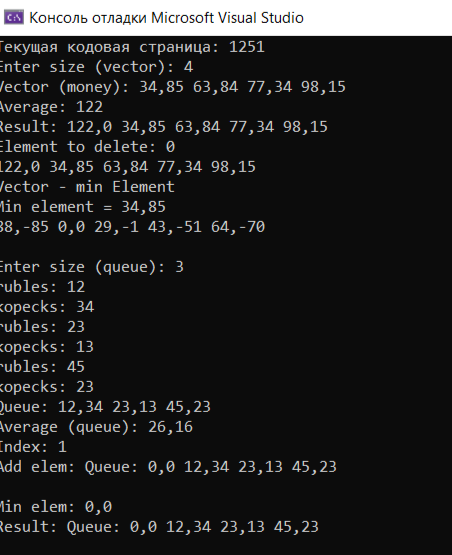 Консоль отладки Microsoft Visual Studio
Текущая кодовая страница: 1251
Enter size (vector): 4
Vector (money): 34,85 63,84 77,34 98,15
Average: 122
Result: 122,0 34,85 63,84 77,34 98,15
Element to delete: 0
122,0 34,85 63,84 77,34 98,15
Vector - min Element
Min element = 34,85
88,-85 0,0 29,-1 43,-51 64,-70
Enter size (queue): 3
rubles: 12
kopecks: 34
rubles: 23
kopecks: 13
rubles: 45
kopecks: 23
Queue: 12,34 23,13 45,23
Average (queue): 26,16
Index: 1
Add elem: Queue: 0,0 12,34 23,13 45,23
Min elem: 0,0
Result: Queue: 0,0 12,34 23,13 45,23